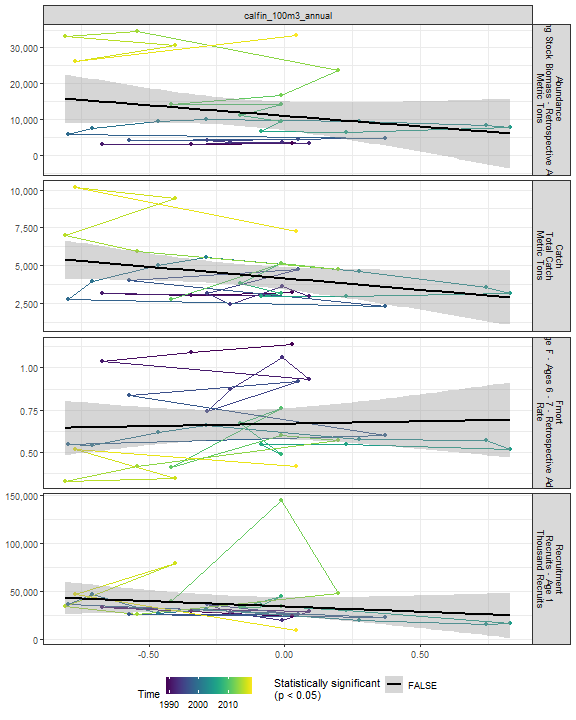 calfin_100m3_annual
30,000
20,000
10,000
0
Abundance
ng Stock Biomass - Retrospective A
Metric Tons
10,000
7,500
5,000
2,500
Catch
Total Catch
Metric Tons
1.00
0.75
0.50
Fmort
ge F - Ages 6 - 7 - Retrospective Ad
Rate
150,000
100,000
50,000
0
Recruitment
Recruits - Age 1
Thousand Recruits
-0.50
0.00
0.50
Time
1990
2000
2010
Statistically significant
(p < 0.05)
FALSE